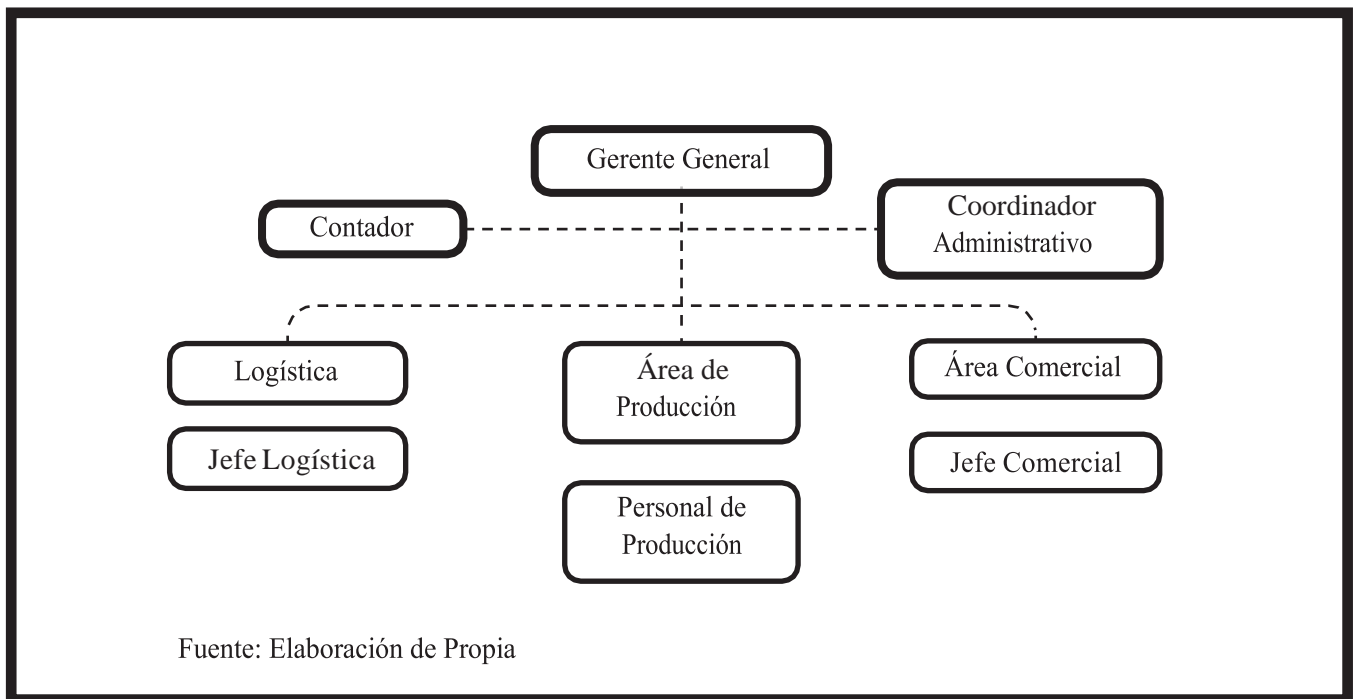 Gerente General
Contador
Coordinador
Administrativo
Logística
Área de
Producción
Área Comercial
Jefe Logística
Jefe Comercial
Personal de
Producción
Fuente: Elaboración de Propia